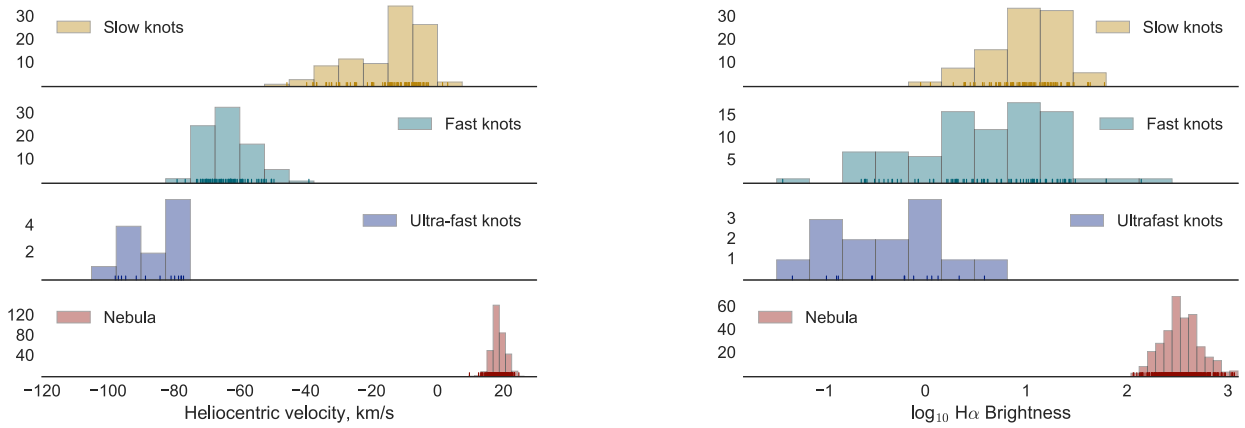 30
20
10
Slow knots
30
20
10
Fast knots
4
2
Ultra-fast knots
120
80
40
Nebula
−120 −100 −80 −60 −40 −20 0 20
Heliocentric velocity, km/s
30
20
10
Slow knots
15
10
5
Fast knots
3
2
1
Ultrafast knots
60
40
20
Nebula
−1 0 1 2 3
log₁₀ Hα Brightness